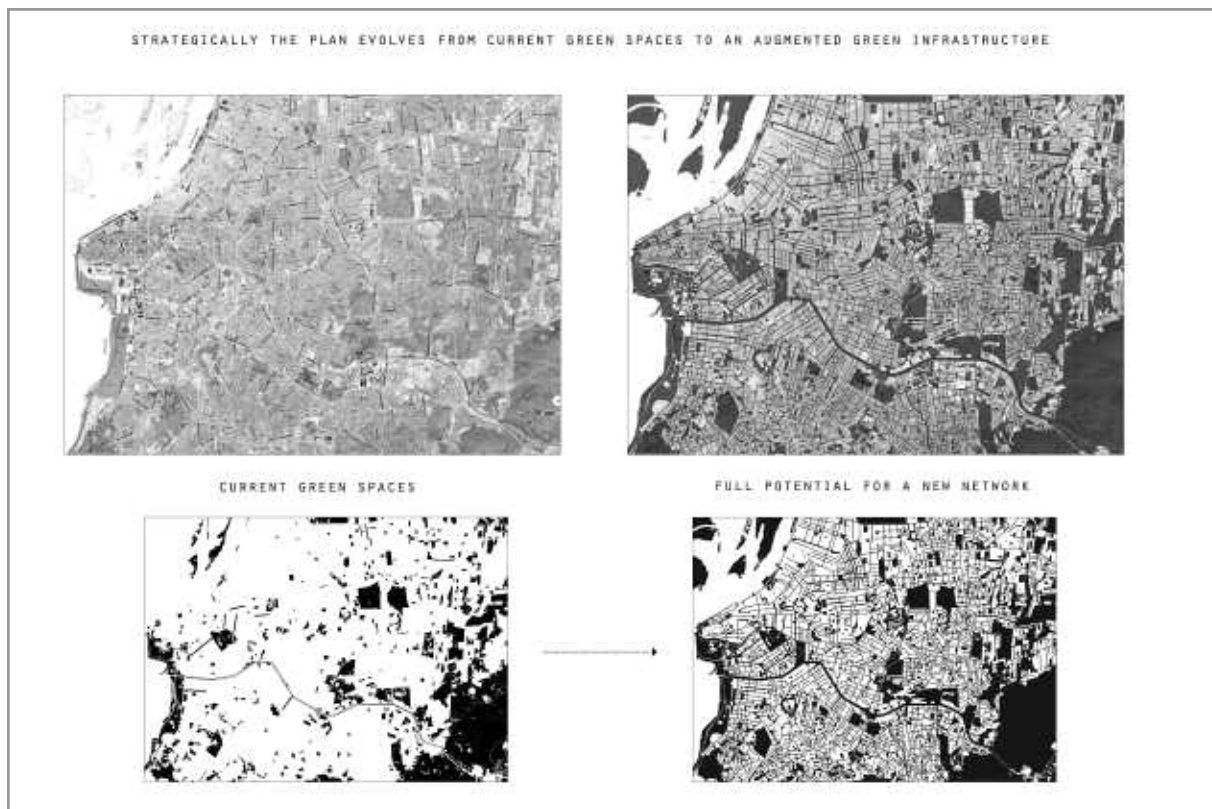 STRATEGICALLY THE PLAN EVOLVES FROM CURRENT GREEN SPACES TO AN AUGMENTED GREEN INFRASTRUCTURE
CURRENT GREEN SPACES
FULL POTENTIAL FOR A NEW NETWORK